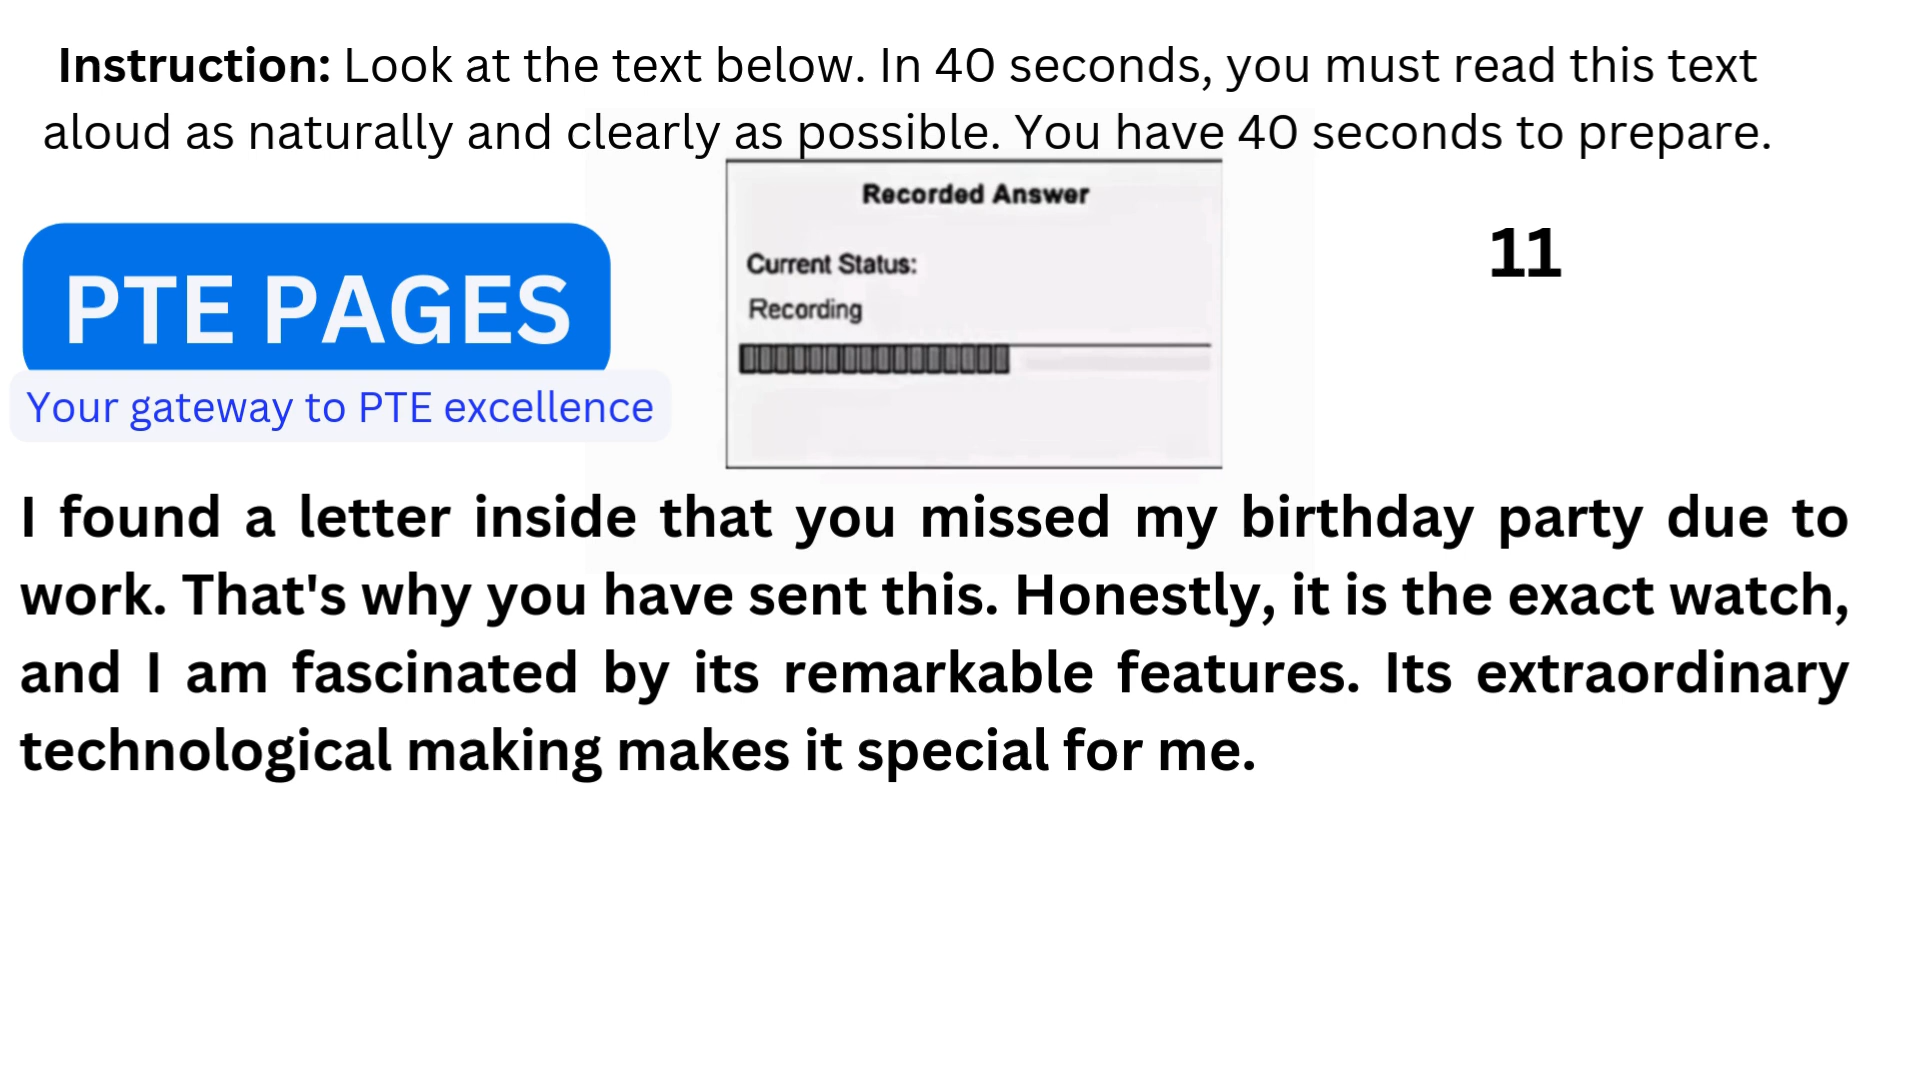 Instruction: Look at the text below. In 40 seconds, you must read this text
aloud as naturally and clearly as possible. You have 40 seconds to prepare.
Recorded Answer
Current Status:
Recording
11
PTE PAGES
Your gateway to PTE excellence
I found a letter inside that you missed my birthday party due to
work. That's why you have sent this. Honestly, it is the exact watch,
and I am fascinated by its remarkable features. Its extraordinary
technological making makes it special for me.